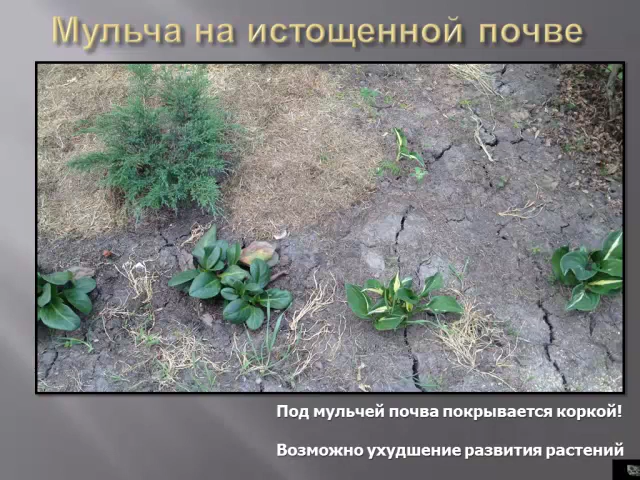 Мульча на истощенной почве
Под мульчей почва покрывается коркой!
Возможно ухудшение развития растений